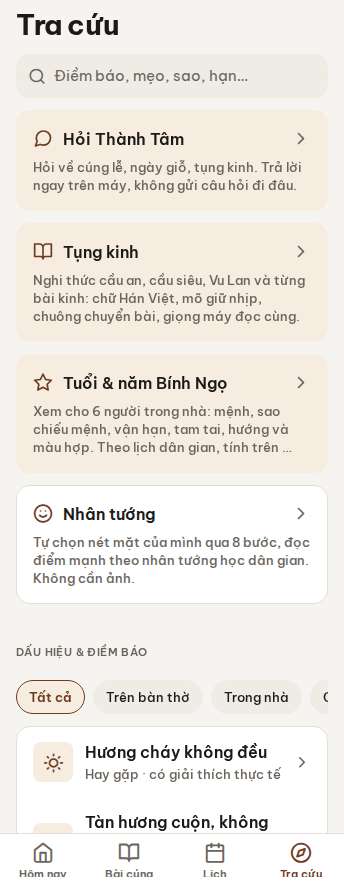 Tra cứu
Điềm báo, mẹo, sao, hạn...
Hỏi Thành Tâm
Hỏi về cúng lễ, ngày giỗ, tụng kinh. Trả lời
ngay trên máy, không gửi câu hỏi đi đâu.
Tụng kinh
Nghi thức cầu an, cầu siêu, Vu Lan và từng
bài kinh: chữ Hán Việt, mõ giữ nhịp,
chuông chuyển bài, giọng máy đọc cùng.
Tuổi & năm Bính Ngọ
Xem cho 6 người trong nhà: mệnh, sao
chiếu mệnh, vận hạn, tam tai, hướng và
màu hợp. Theo lịch dân gian, tính trên ...
Nhân tướng
Tự chọn nét mặt của mình qua 8 bước, đọc
điểm mạnh theo nhân tướng học dân gian.
Không cần ảnh.
DẤU HIỆU & ĐIỀM BÁO
Tất cả
Trên bàn thờ
Trong nhà
Hương cháy không đều
Hay gặp · có giải thích thực tế
Tàn hương cuộn, không
Hôm nay
Bài cúng
Lịch
Tra cứu